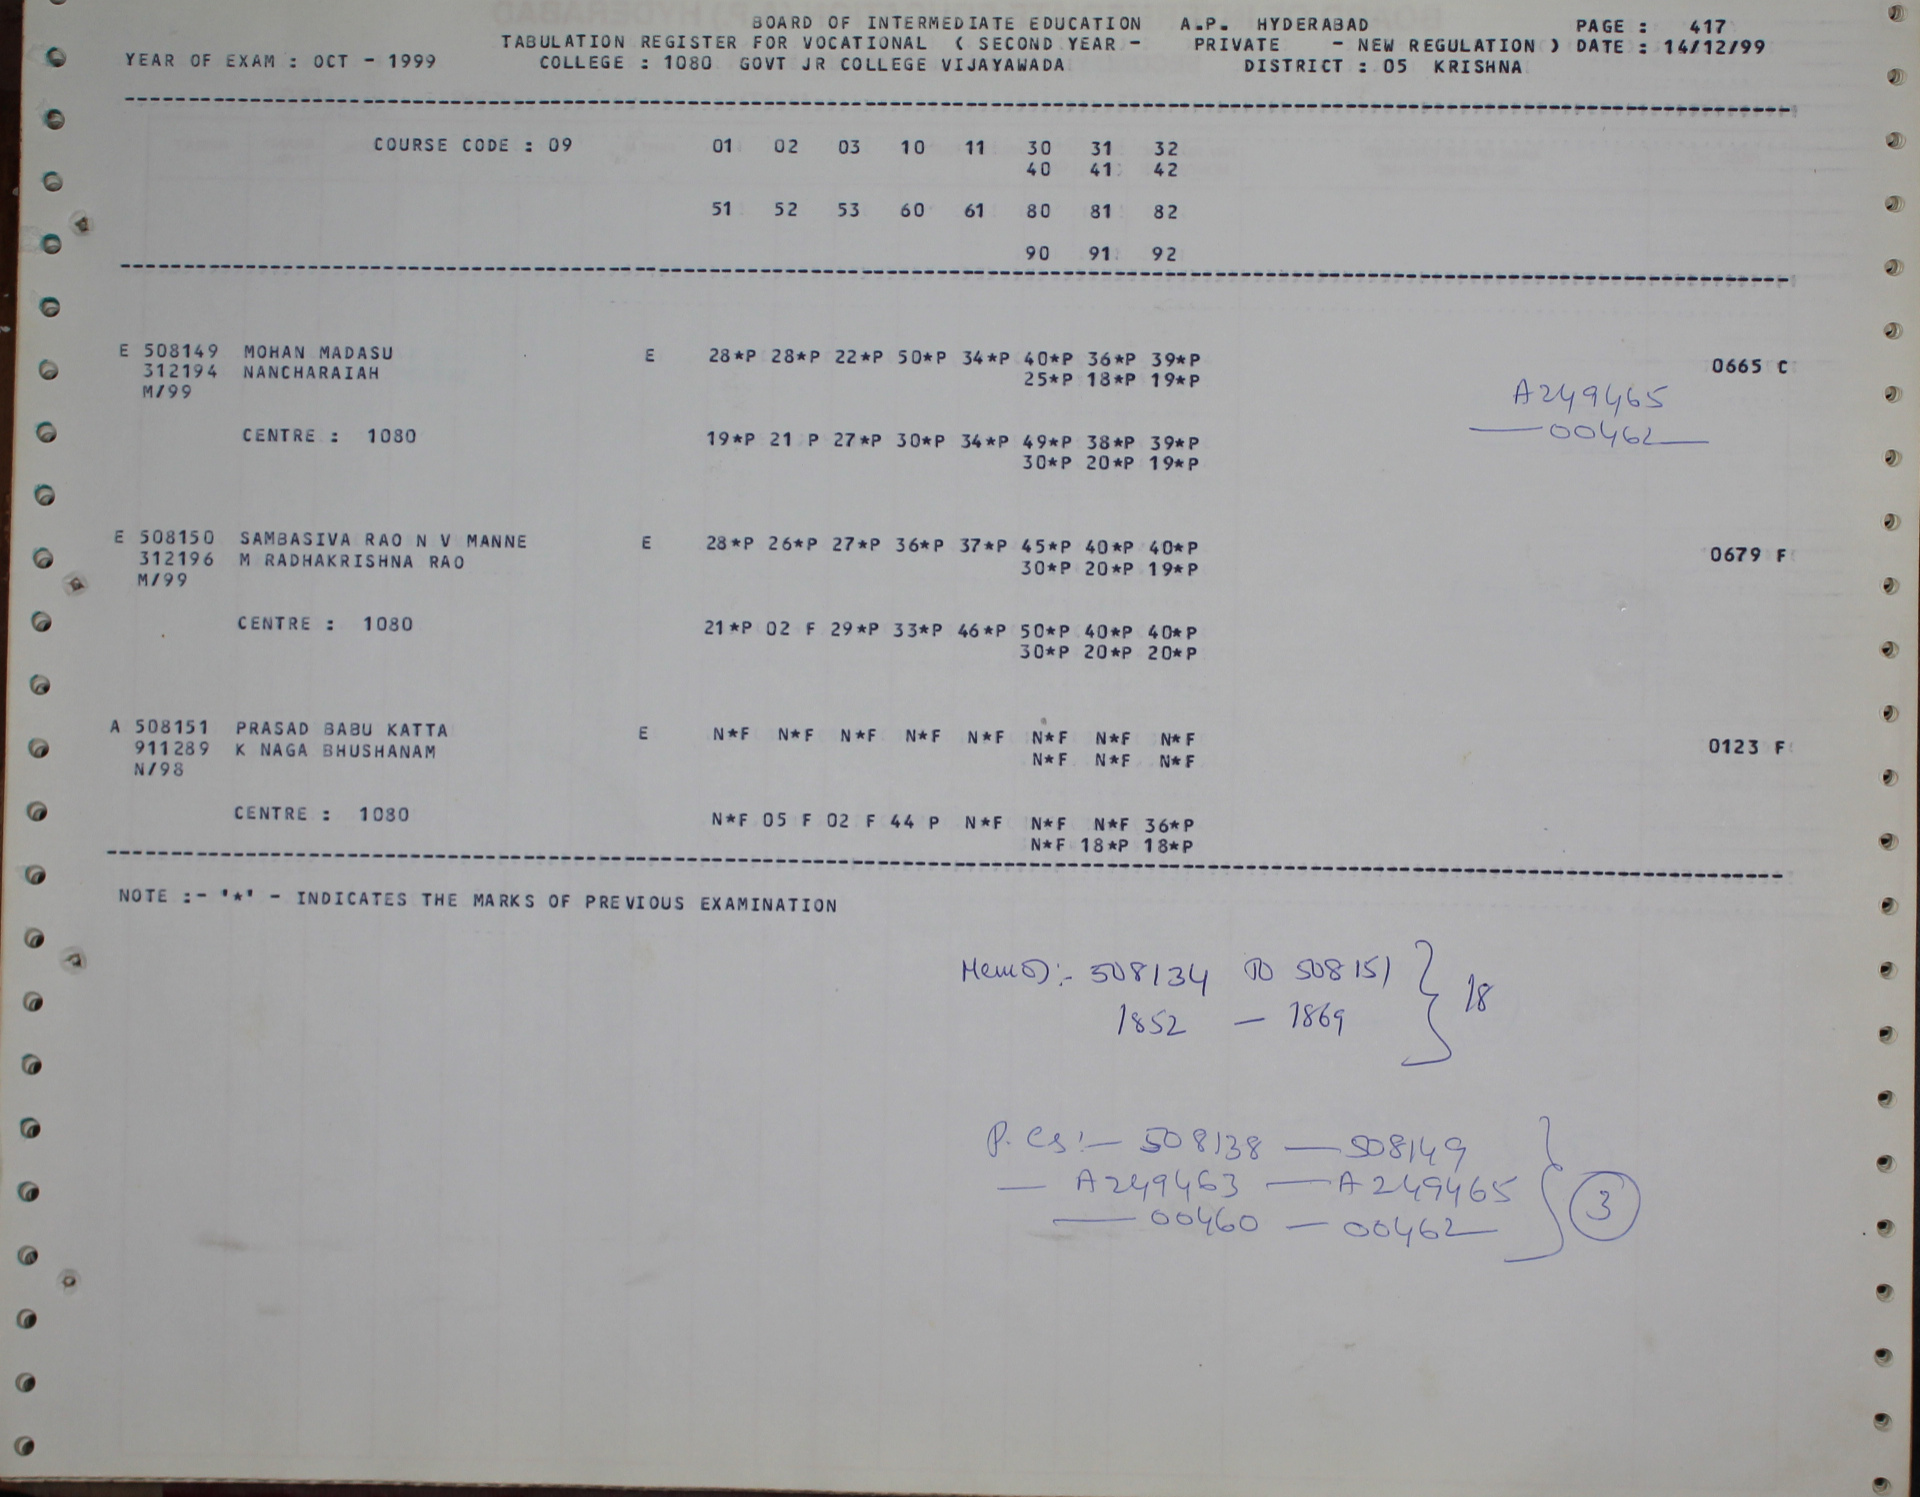 BOARD OF INTERMEDIATE EDUCATION A.P. HYDERABAD PAGE : 417
TABULATION REGISTER FOR VOCATIONAL ( SECOND YEAR - PRIVATE - NEW REGULATION ) DATE : 14/12/99
YEAR OF EXAM : OCT - 1999 COLLEGE : 1080 GOVT JR COLLEGE VIJAYAWADA DISTRICT : 05 KRISHNA
COURSE CODE : 09 01 02 03 10 11 30 31 32
40 41 42
51 52 53 60 61 80 81 82
90 91 92
E 508149 MOHAN MADASU E 28*P 28*P 22*P 50*P 34*P 40*P 36*P 39*P 0665 C
312194 NANCHARAIAH 25*P 18*P 19*P
M/99
A249465
CENTRE : 1080 19*P 21 P 27*P 30*P 34*P 49*P 38*P 39*P
— 00462 —
30*P 20*P 19*P
E 508150 SAMBASIVA RAO N V MANNE E 28*P 26*P 27*P 36*P 37*P 45*P 40*P 40*P 0679 F
312196 M RADHAKRISHNA RAO 30*P 20*P 19*P
M/99
CENTRE : 1080 21*P 02 F 29*P 33*P 46*P 50*P 40*P 40*P
30*P 20*P 20*P
A 508151 PRASAD BABU KATTA E N*F N*F N*F N*F N*F N*F N*F N*F 0123 F
911289 K NAGA BHUSHANAM N*F N*F N*F
N/98
CENTRE : 1080 N*F 05 F 02 F 44 P N*F N*F N*F 36*P
N*F 18*P 18*P
NOTE :- '*' - INDICATES THE MARKS OF PREVIOUS EXAMINATION
Memo:- 508134 to 508151 } 18
1852 — 1869
P. Cs:— 508138 — 508149
— A249463 — A249465 } 3
— 00460 — 00462 —